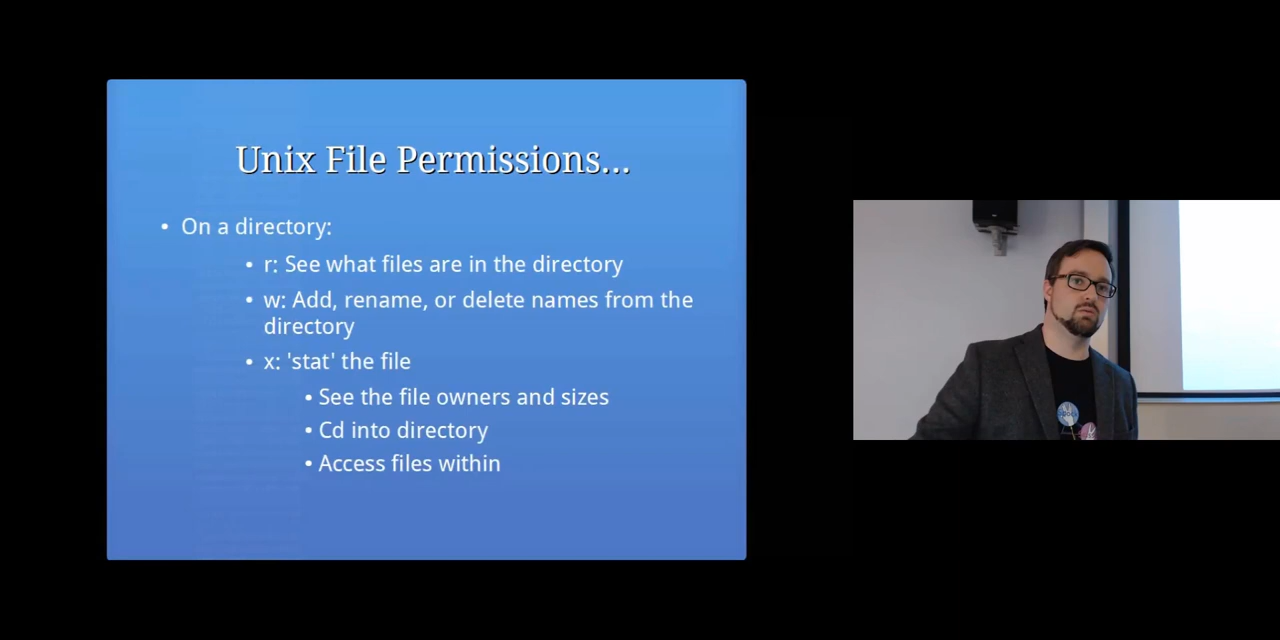 Unix File Permissions...
• On a directory:
• r: See what files are in the directory
• w: Add, rename, or delete names from the
directory
• x: 'stat' the file
• See the file owners and sizes
• Cd into directory
• Access files within